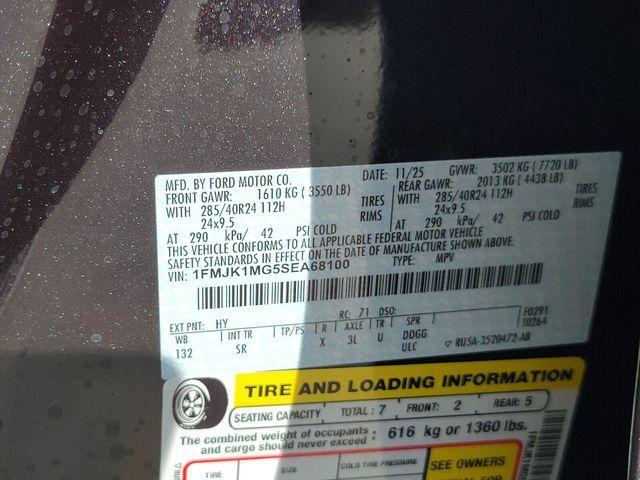 MFD. BY FORD MOTOR CO.
DATE: 11/25 GVWR: 3502 KG ( 7720 LB)
FRONT GAWR: 1610 KG ( 3550 LB) REAR GAWR: 2013 KG ( 4438 LB)
WITH 285/40R24 112H TIRES WITH 285/40R24 112H TIRES
24x9.5 RIMS 24x9.5 RIMS
AT 290 kPa/ 42 PSI COLD AT 290 kPa/ 42 PSI COLD
THIS VEHICLE CONFORMS TO ALL APPLICABLE FEDERAL MOTOR VEHICLE
SAFETY STANDARDS IN EFFECT ON THE DATE OF MANUFACTURE SHOWN ABOVE.
VIN: 1FMJK1MG5SEA68100 TYPE: MPV
EXT PNT: HY RC: 71 DSO: F0291
WB INT TR TP/PS R AXLE TR SPR T0264
132 SR X 3L U DDGG
ULC ▽ RU5A-3520472-AB
TIRE AND LOADING INFORMATION
SEATING CAPACITY TOTAL : 7 FRONT: 2 REAR: 5
The combined weight of occupants and cargo should never exceed : 616 kg or 1360 lbs.
TIRE SIZE COLD TIRE PRESSURE SEE OWNERS